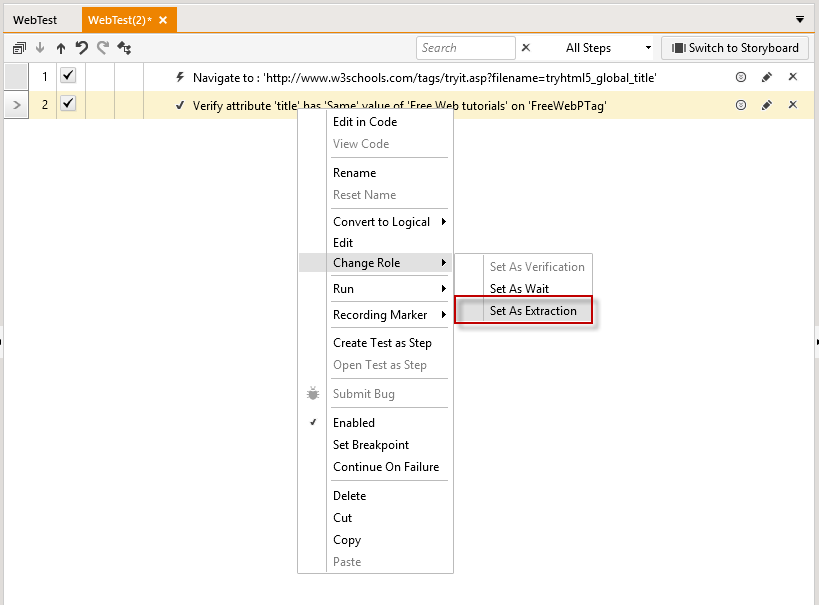 WebTest
WebTest(2)*
Search
All Steps
Switch to Storyboard
1 Navigate to : 'http://www.w3schools.com/tags/tryit.asp?filename=tryhtml5_global_title'
2 Verify attribute 'title' has 'Same' value of 'Free Web tutorials' on 'FreeWebPTag'
Edit in Code
View Code
Rename
Reset Name
Convert to Logical
Edit
Change Role
Set As Verification
Set As Wait
Set As Extraction
Run
Recording Marker
Create Test as Step
Open Test as Step
Submit Bug
Enabled
Set Breakpoint
Continue On Failure
Delete
Cut
Copy
Paste